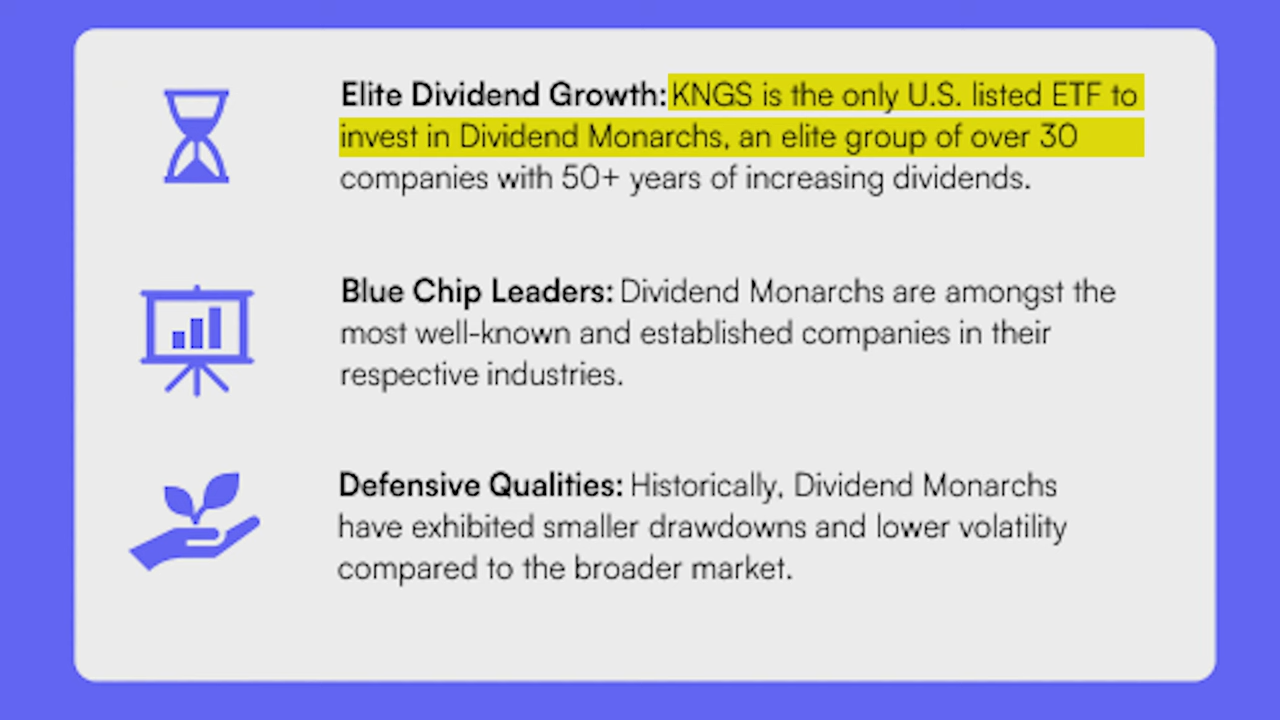 Elite Dividend Growth: KNGS is the only U.S. listed ETF to
invest in Dividend Monarchs, an elite group of over 30
companies with 50+ years of increasing dividends.
Blue Chip Leaders: Dividend Monarchs are amongst the
most well-known and established companies in their
respective industries.
Defensive Qualities: Historically, Dividend Monarchs
have exhibited smaller drawdowns and lower volatility
compared to the broader market.